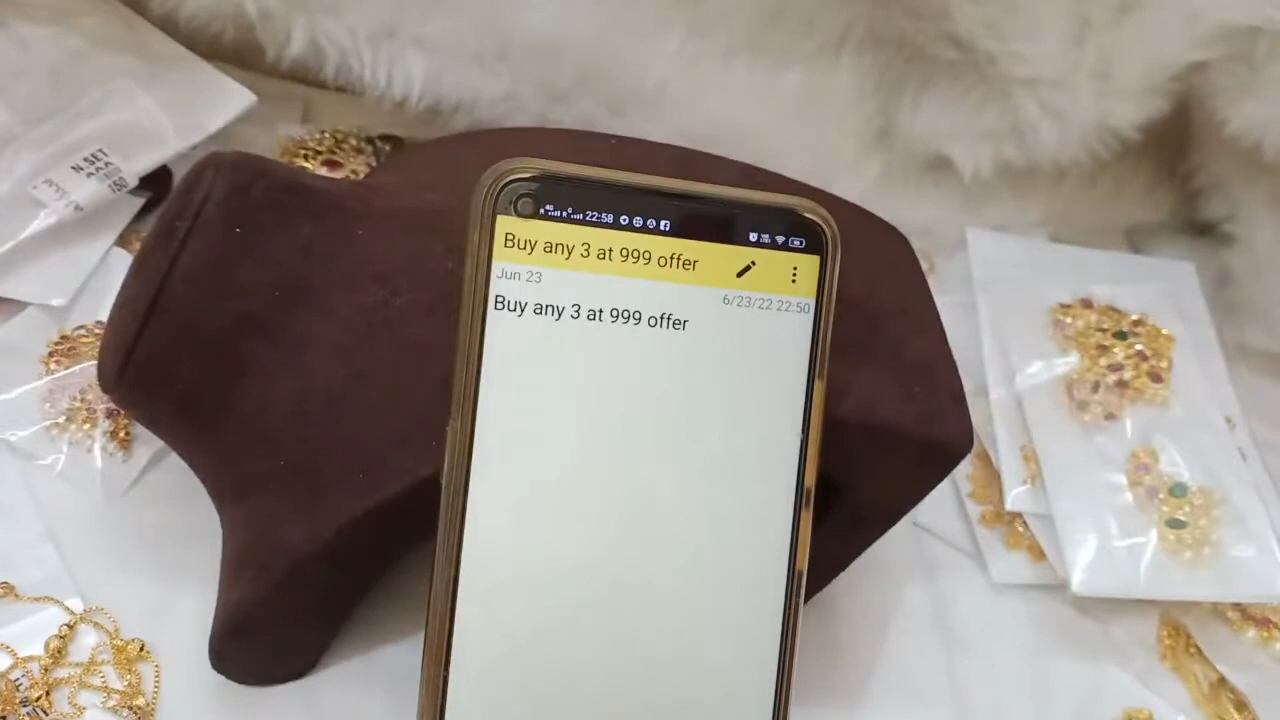 N.SET
AAA
150
22:58
Buy any 3 at 999 offer
Jun 23
6/23/22 22:50
Buy any 3 at 999 offer